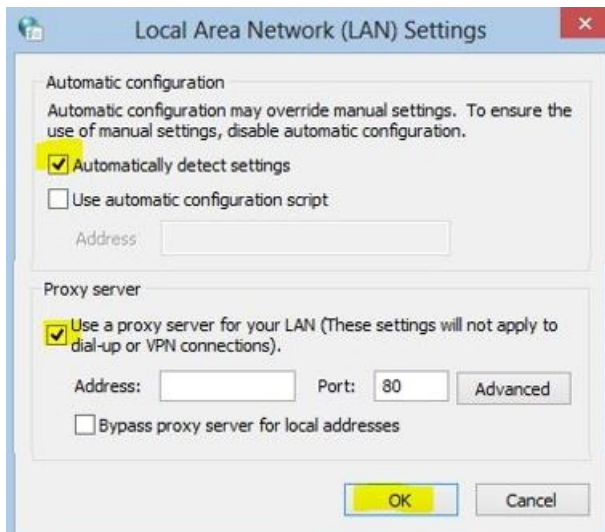 Local Area Network (LAN) Settings
Automatic configuration
Automatic configuration may override manual settings. To ensure the
use of manual settings, disable automatic configuration.
Automatically detect settings
Use automatic configuration script
Address
Proxy server
Use a proxy server for your LAN (These settings will not apply to
dial-up or VPN connections).
Address: Port: 80 Advanced
Bypass proxy server for local addresses
OK Cancel